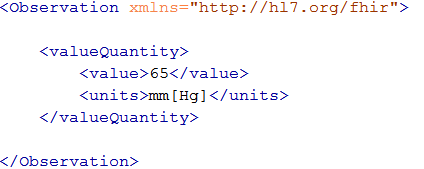 <Observation xmlns="http://hl7.org/fhir">
<valueQuantity>
<value>65</value>
<units>mm[Hg]</units>
</valueQuantity>
</Observation>